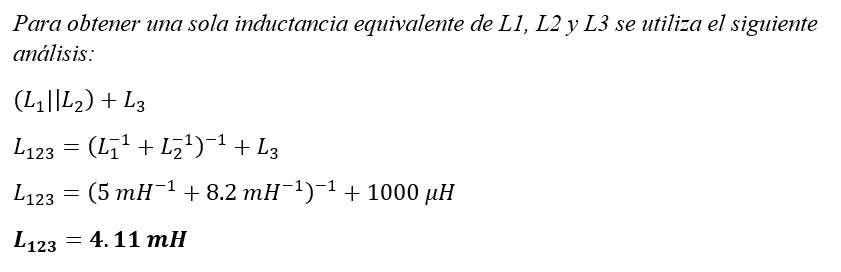 Para obtener una sola inductancia equivalente de L1, L2 y L3 se utiliza el siguiente
análisis:
(L₁||L₂) + L₃
L₁₂₃ = (L₁⁻¹ + L₂⁻¹)⁻¹ + L₃
L₁₂₃ = (5 mH⁻¹ + 8.2 mH⁻¹)⁻¹ + 1000 μH
L₁₂₃ = 4.11 mH